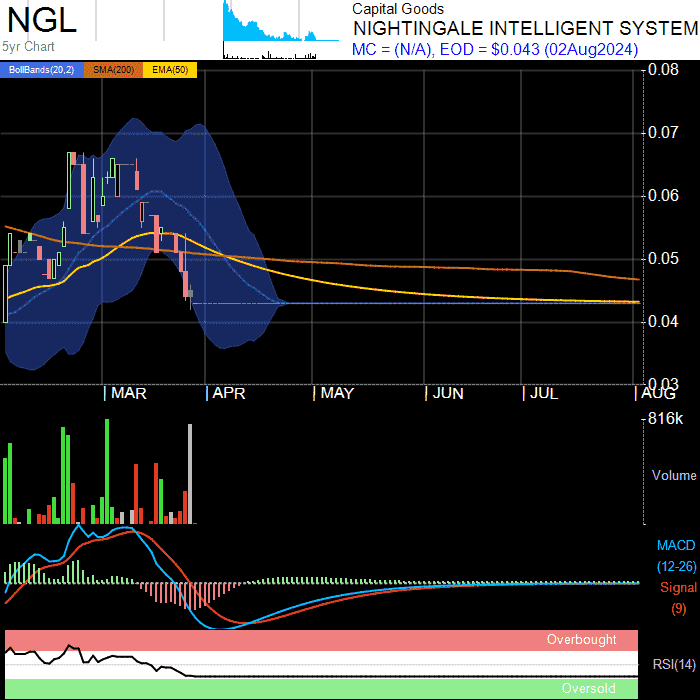 NGL
5yr Chart
Capital Goods
NIGHTINGALE INTELLIGENT SYSTEM
MC = (N/A), EOD = $0.043 (02Aug2024)
BollBands(20,2) SMA(200) EMA(50)
0.08
0.07
0.06
0.05
0.04
0.03
MAR APR MAY JUN JUL AUG
816k
Volume
MACD
(12-26)
Signal
(9)
Overbought
RSI(14)
Oversold